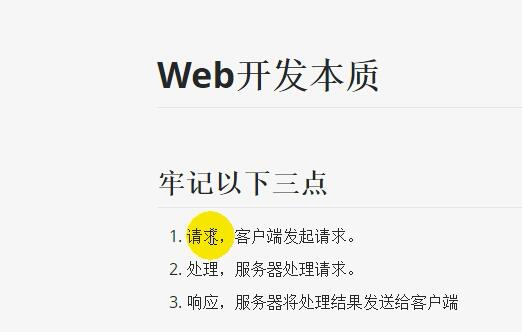 Web开发本质
牢记以下三点
1. 请求，客户端发起请求。
2. 处理，服务器处理请求。
3. 响应，服务器将处理结果发送给客户端